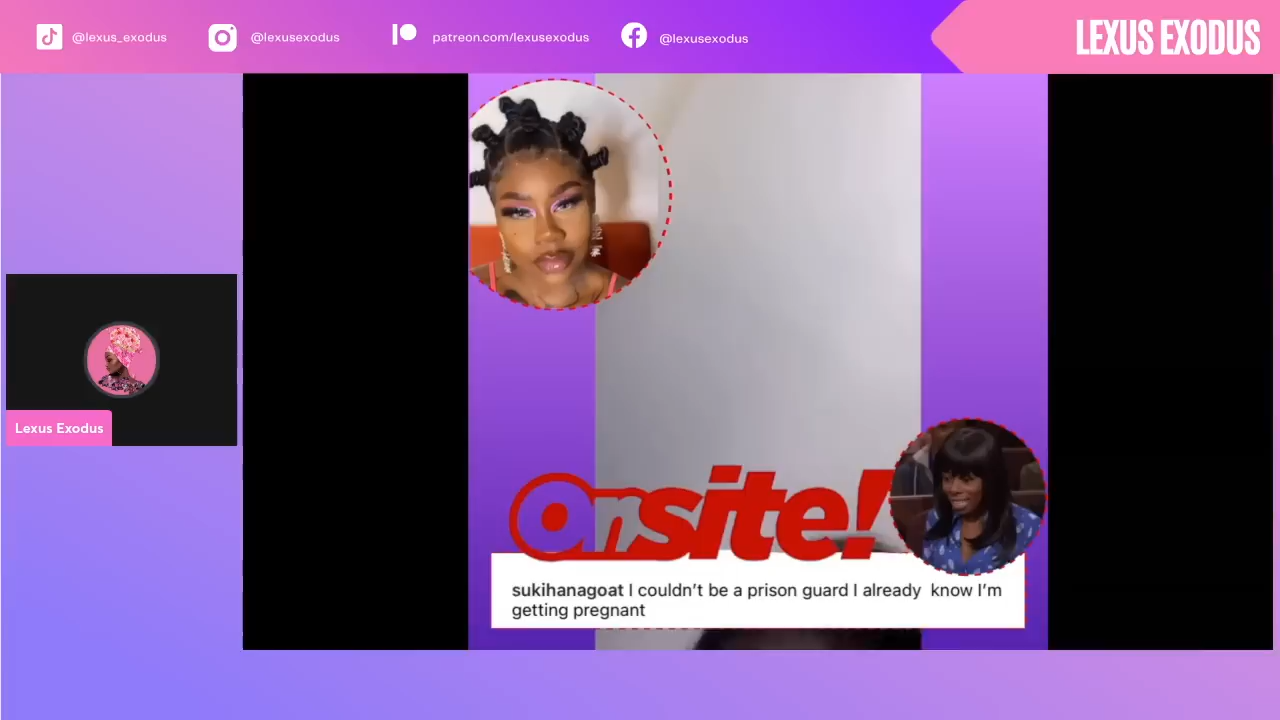 @lexus_exodus
@lexusexodus
patreon.com/lexusexodus
@lexusexodus
LEXUS EXODUS
Lexus Exodus
Onsite!
sukihanagoat I couldn’t be a prison guard I already know I’m
getting pregnant